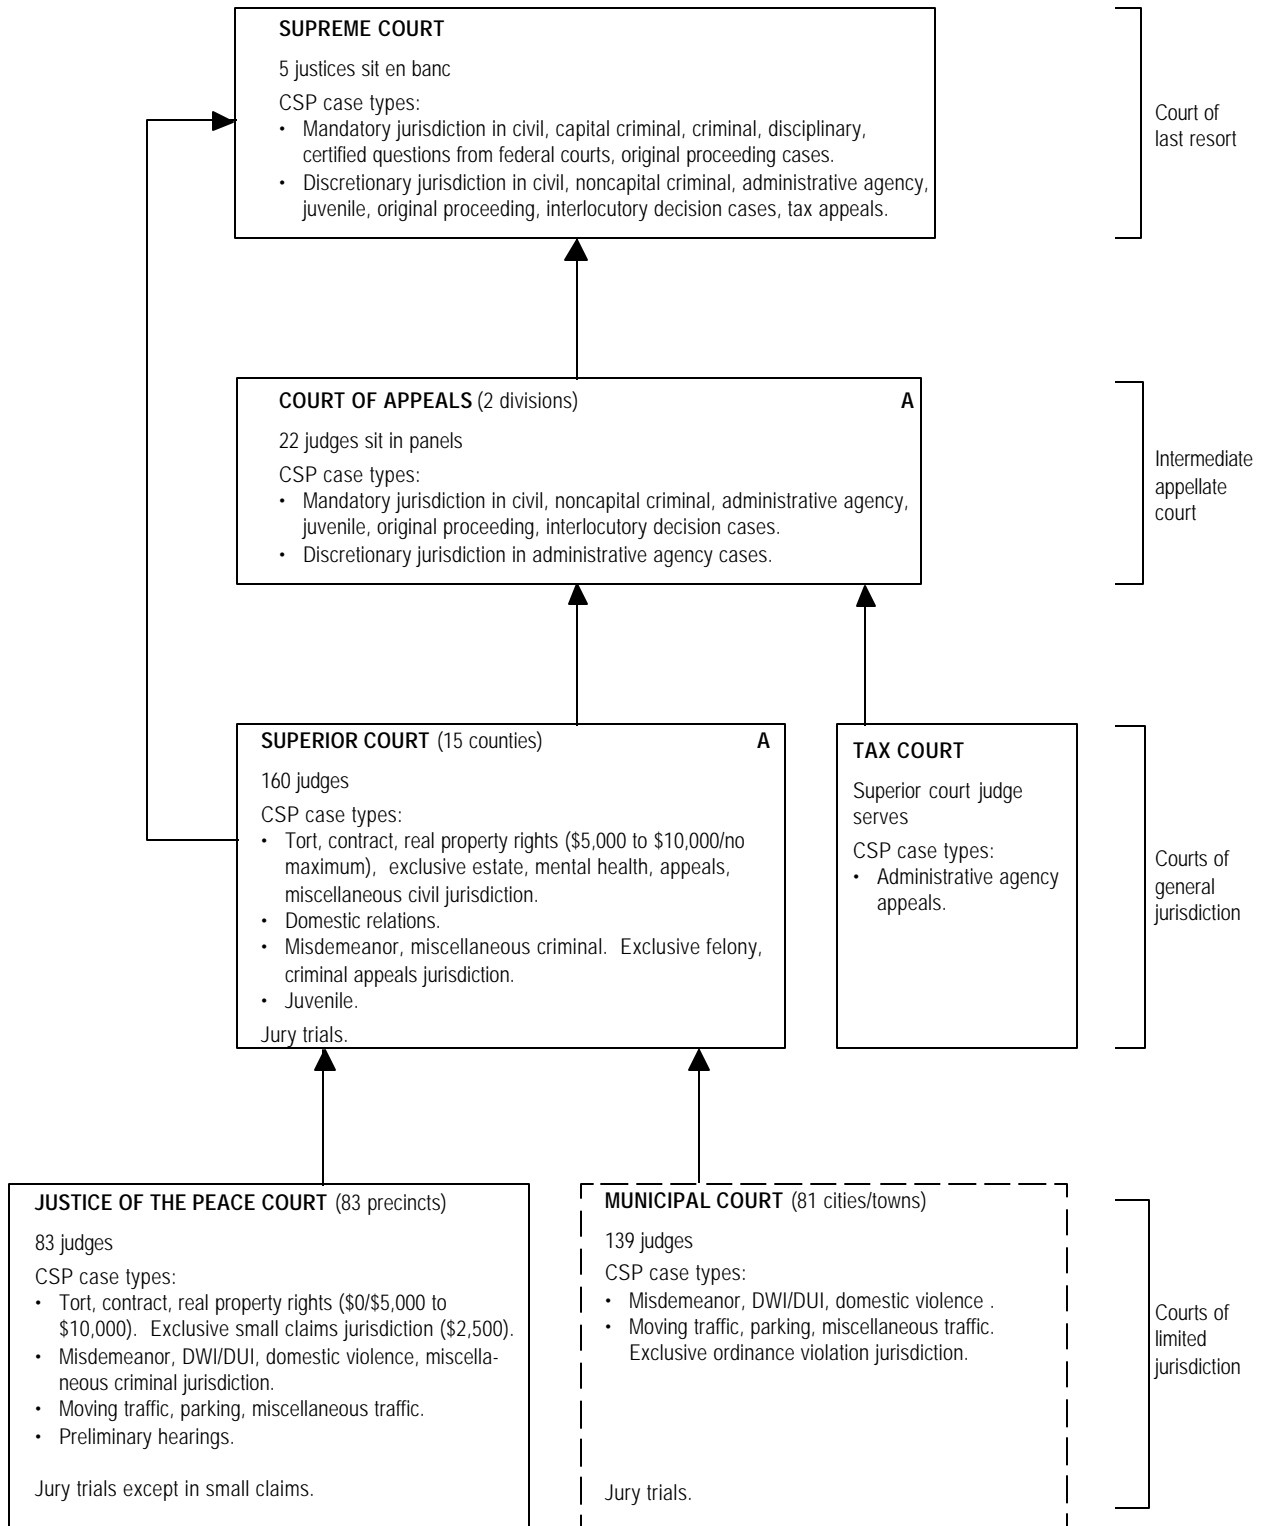 SUPREME COURT
5 justices sit en banc
CSP case types:
• Mandatory jurisdiction in civil, capital criminal, criminal, disciplinary,
certified questions from federal courts, original proceeding cases.
• Discretionary jurisdiction in civil, noncapital criminal, administrative agency,
juvenile, original proceeding, interlocutory decision cases, tax appeals.
Court of
last resort
COURT OF APPEALS (2 divisions) A
22 judges sit in panels
CSP case types:
• Mandatory jurisdiction in civil, noncapital criminal, administrative agency,
juvenile, original proceeding, interlocutory decision cases.
• Discretionary jurisdiction in administrative agency cases.
Intermediate
appellate
court
SUPERIOR COURT (15 counties) A
160 judges
CSP case types:
• Tort, contract, real property rights ($5,000 to $10,000/no
maximum), exclusive estate, mental health, appeals,
miscellaneous civil jurisdiction.
• Domestic relations.
• Misdemeanor, miscellaneous criminal. Exclusive felony,
criminal appeals jurisdiction.
• Juvenile.
Jury trials.
TAX COURT
Superior court judge
serves
CSP case types:
• Administrative agency
appeals.
Courts of
general
jurisdiction
JUSTICE OF THE PEACE COURT (83 precincts)
83 judges
CSP case types:
• Tort, contract, real property rights ($0/$5,000 to
$10,000). Exclusive small claims jurisdiction ($2,500).
• Misdemeanor, DWI/DUI, domestic violence, miscella-
neous criminal jurisdiction.
• Moving traffic, parking, miscellaneous traffic.
• Preliminary hearings.
Jury trials except in small claims.
MUNICIPAL COURT (81 cities/towns)
139 judges
CSP case types:
• Misdemeanor, DWI/DUI, domestic violence .
• Moving traffic, parking, miscellaneous traffic.
Exclusive ordinance violation jurisdiction.
Jury trials.
Courts of
limited
jurisdiction